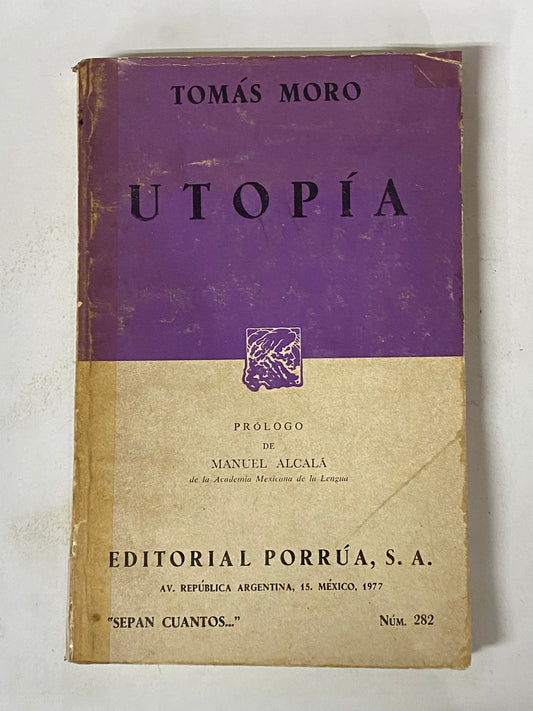 TOMÁS MORO
UTOPÍA
PRÓLOGO
DE
MANUEL ALCALÁ
de la Academia Mexicana de la Lengua
EDITORIAL PORRÚA, S. A.
AV. REPÚBLICA ARGENTINA, 15. MÉXICO, 1977
"SEPAN CUANTOS..." NÚM. 282